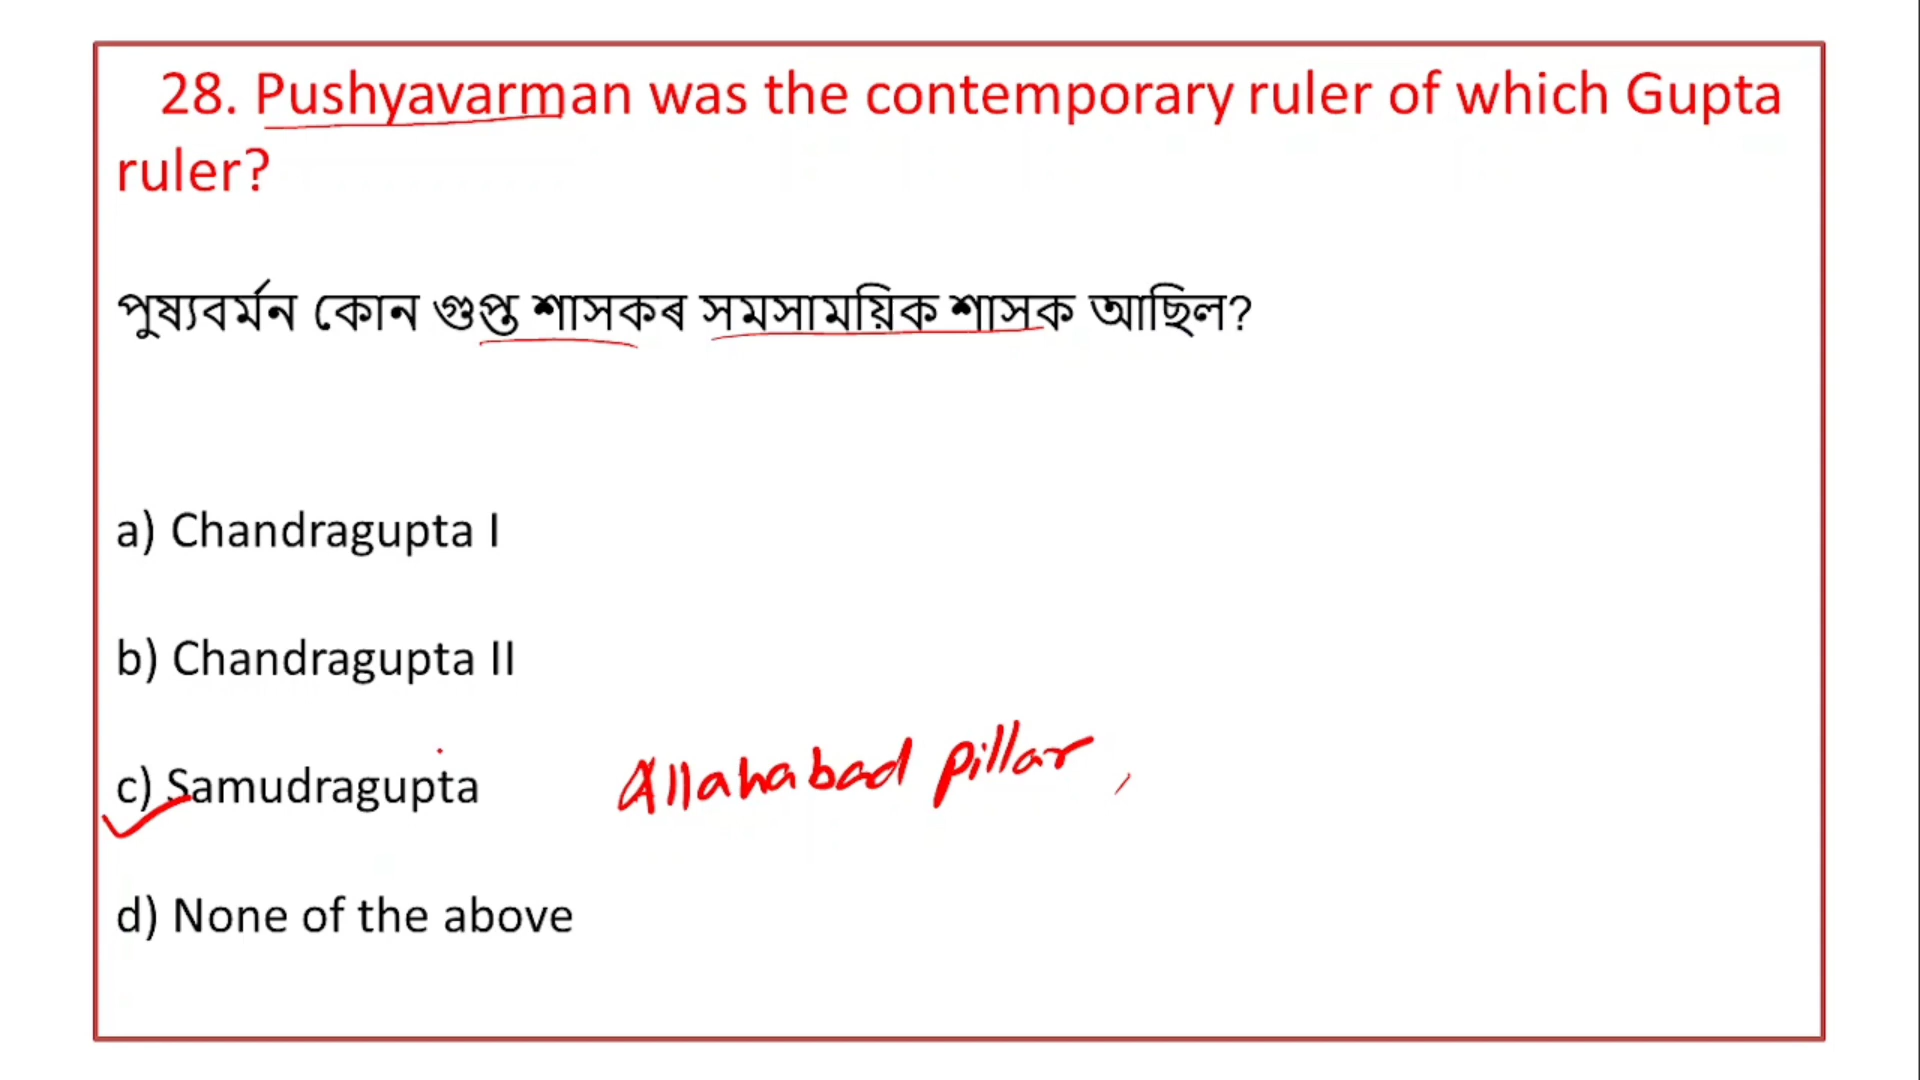 28. Pushyavarman was the contemporary ruler of which Gupta
ruler?
পুষ্যবৰ্মন কোন গুপ্ত শাসকৰ সমসাময়িক শাসক আছিল?
a) Chandragupta I
b) Chandragupta II
c) Samudragupta Allahabad pillar,
d) None of the above